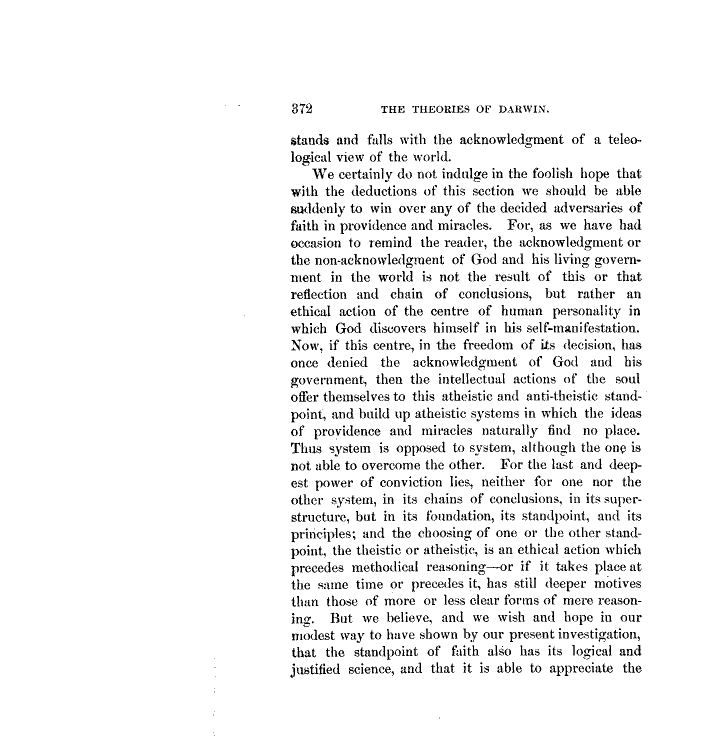 372 THE THEORIES OF DARWIN.
stands and falls with the acknowledgment of a teleo-
logical view of the world.
We certainly do not indulge in the foolish hope that
with the deductions of this section we should be able
suddenly to win over any of the decided adversaries of
faith in providence and miracles. For, as we have had
occasion to remind the reader, the acknowledgment or
the non-acknowledgment of God and his living govern-
ment in the world is not the result of this or that
reflection and chain of conclusions, but rather an
ethical action of the centre of human personality in
which God discovers himself in his self-manifestation.
Now, if this centre, in the freedom of its decision, has
once denied the acknowledgment of God and his
government, then the intellectual actions of the soul
offer themselves to this atheistic and anti-theistic stand-
point, and build up atheistic systems in which the ideas
of providence and miracles naturally find no place.
Thus system is opposed to system, although the one is
not able to overcome the other. For the last and deep-
est power of conviction lies, neither for one nor the
other system, in its chains of conclusions, in its super-
structure, but in its foundation, its standpoint, and its
principles; and the choosing of one or the other stand-
point, the theistic or atheistic, is an ethical action which
precedes methodical reasoning—or if it takes place at
the same time or precedes it, has still deeper motives
than those of more or less clear forms of mere reason-
ing. But we believe, and we wish and hope in our
modest way to have shown by our present investigation,
that the standpoint of faith also has its logical and
justified science, and that it is able to appreciate the